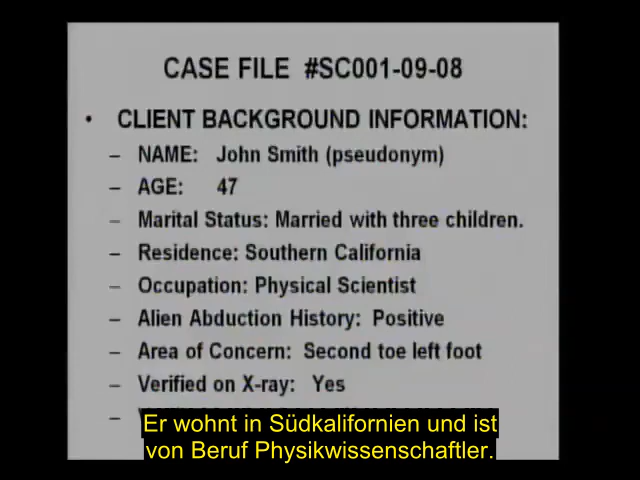 CASE FILE #SC001-09-08
• CLIENT BACKGROUND INFORMATION:
– NAME: John Smith (pseudonym)
– AGE: 47
– Marital Status: Married with three children.
– Residence: Southern California
– Occupation: Physical Scientist
– Alien Abduction History: Positive
– Area of Concern: Second toe left foot
– Verified on X-ray: Yes
–
Er wohnt in Südkalifornien und ist
von Beruf Physikwissenschaftler.